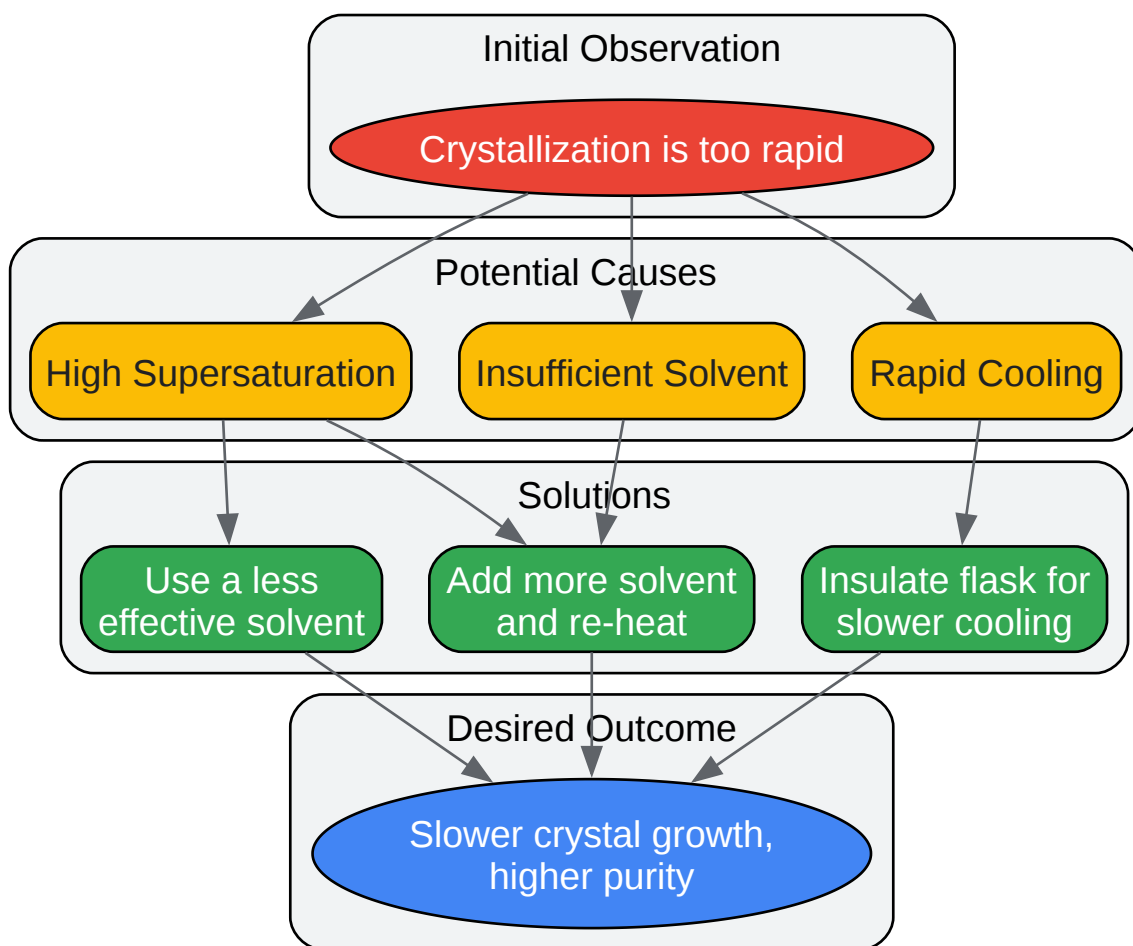 Initial Observation
Crystallization is too rapid
Potential Causes
High Supersaturation
Insufficient Solvent
Rapid Cooling
Solutions
Use a less
effective solvent
Add more solvent
and re-heat
Insulate flask for
slower cooling
Desired Outcome
Slower crystal growth,
higher purity